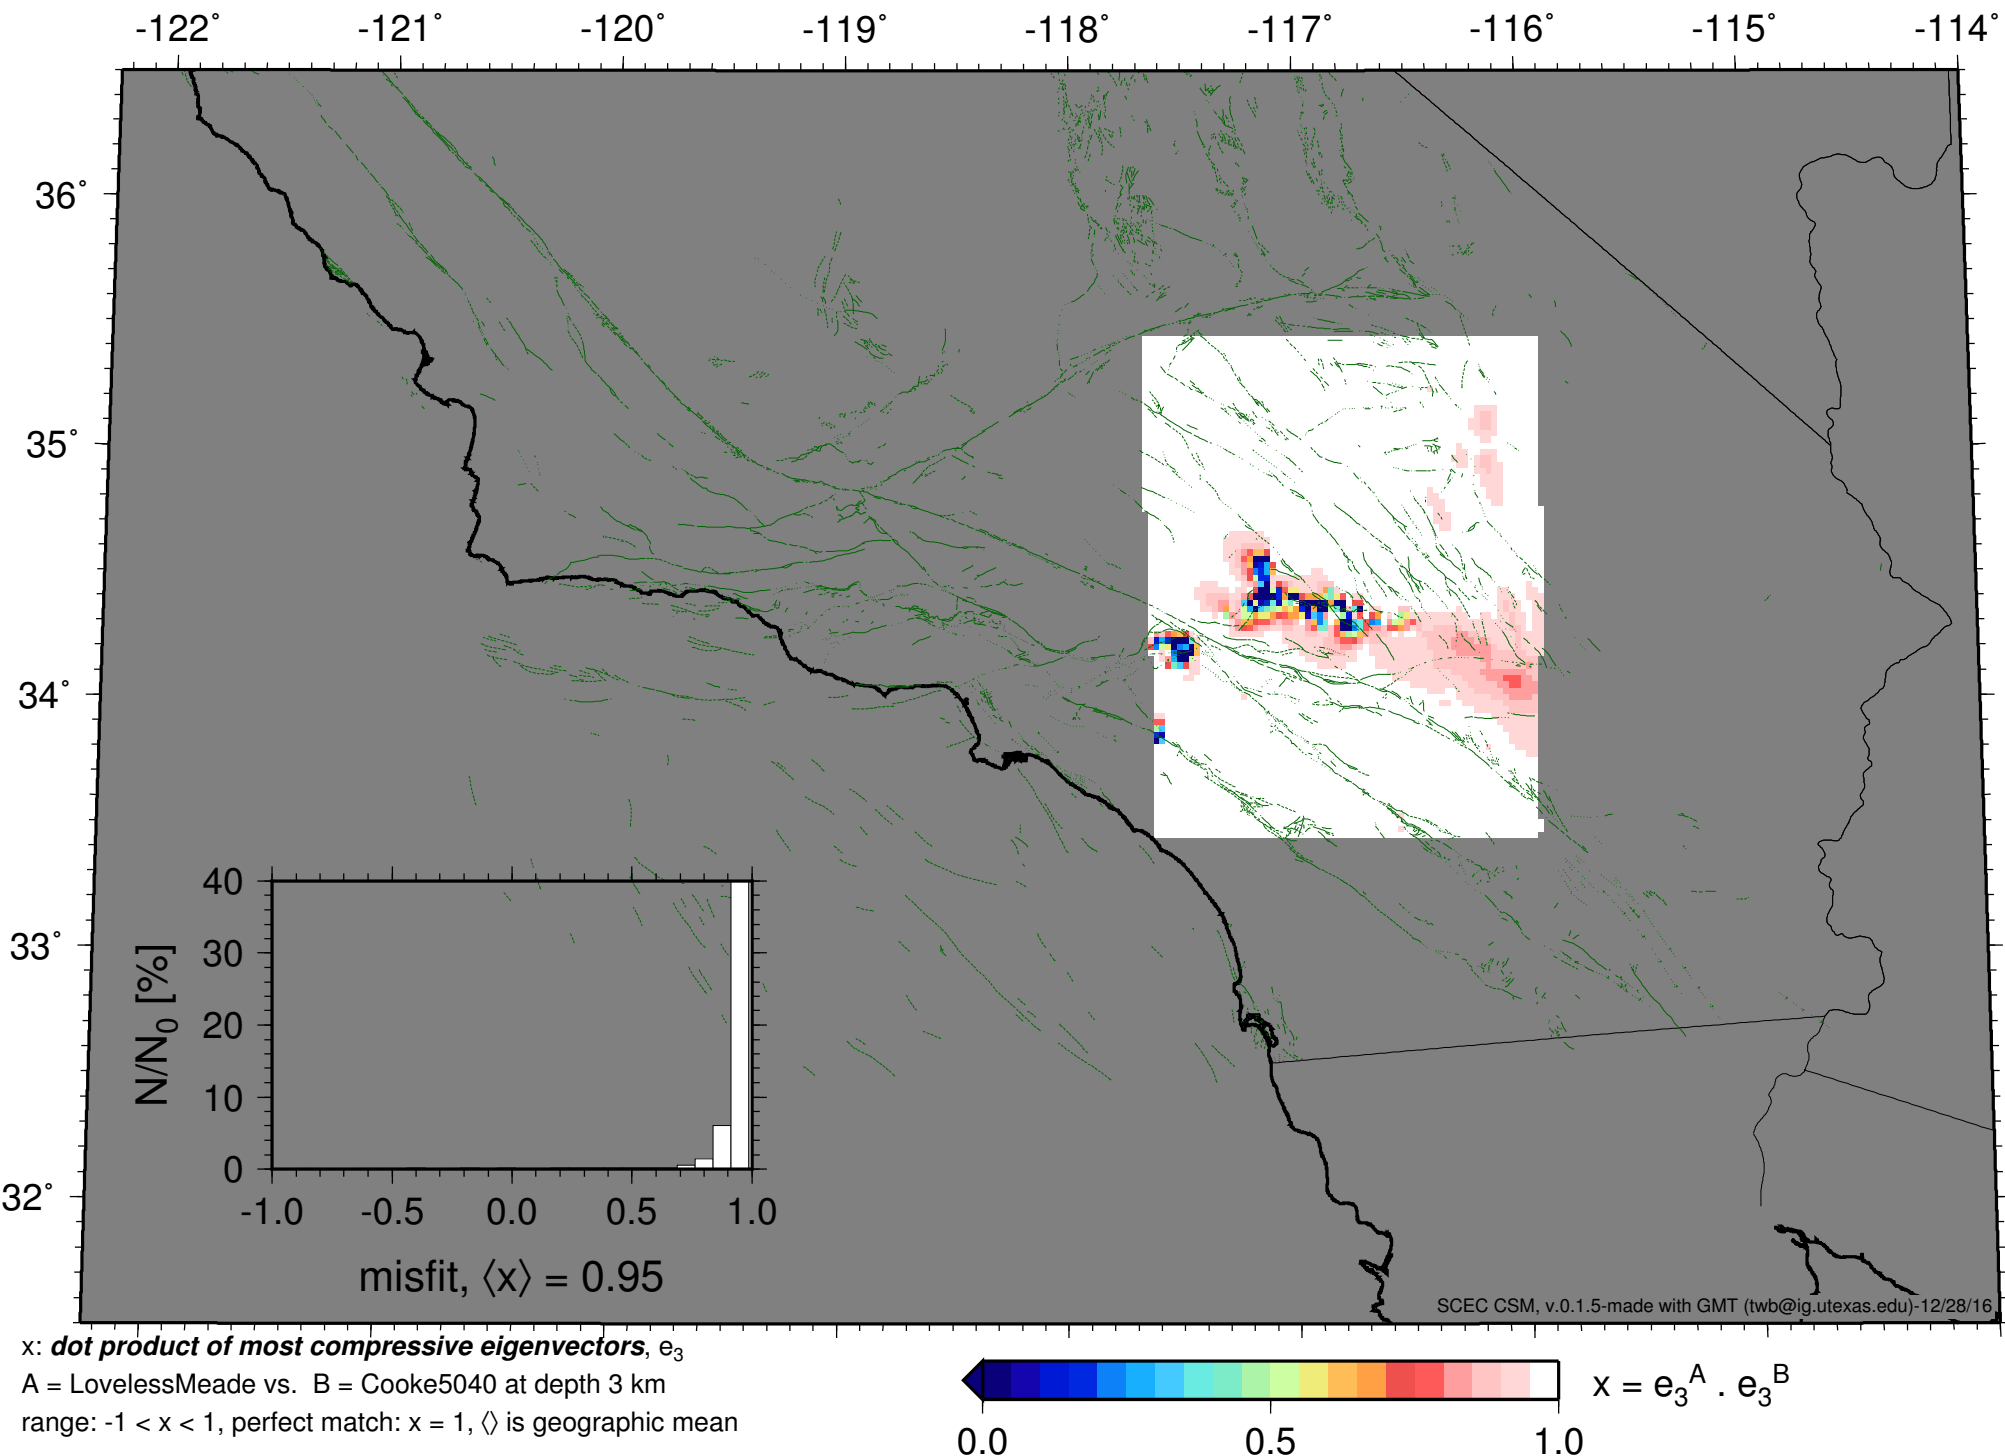 -122° -121° -120° -119° -118° -117° -116° -115° -114°
36°
35°
34°
33°
32°
40
30
20
10
0
N/N₀ [%]
-1.0 -0.5 0.0 0.5 1.0
misfit, ⟨x⟩ = 0.95
SCEC CSM, v.0.1.5-made with GMT (twb@ig.utexas.edu)-12/28/16
x: dot product of most compressive eigenvectors, e₃
A = LovelessMeade vs. B = Cooke5040 at depth 3 km
range: -1 < x < 1, perfect match: x = 1, ⟨⟩ is geographic mean
x = e₃ᴬ . e₃ᴮ
0.0 0.5 1.0